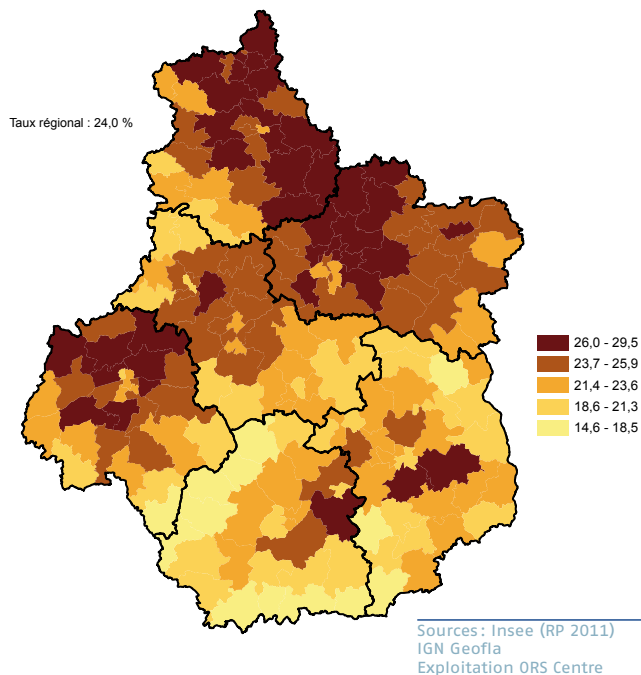 Taux régional : 24,0 %
26,0 - 29,5
23,7 - 25,9
21,4 - 23,6
18,6 - 21,3
14,6 - 18,5
Sources : Insee (RP 2011)
IGN Geofla
Exploitation ORS Centre